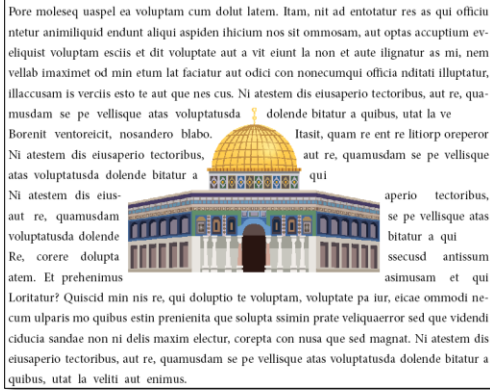 Pore moleseq uaspel ea voluptam cum dolut latem. Itam, nit ad entotatur res as qui officiu
ntetur animiliquid endunt aliqui aspiden ihicium nos sit ommosam, aut optas accuptium ev-
eliquist voluptam esciis et dit voluptate aut a vit eiunt la non et aute ilignatur as mi, nem
vellab imaximet od min etum lat faciatur aut odici con nonecumqui officia nditati illuptatur,
illaccusam is verciis esto te aut que nes cus. Ni atestem dis eiusaperio tectoribus, aut re, qua-
musdam se pe vellisque atas voluptatusda dolende bitatur a quibus, utat la ve
Borenit ventoreicit, nosandero blabo. Itasit, quam re ent re litiorp oreperor
Ni atestem dis eiusaperio tectoribus, aut re, quamusdam se pe vellisque
atas voluptatusda dolende bitatur a qui
Ni atestem dis eius- aperio tectoribus,
aut re, quamusdam se pe vellisque atas
voluptatusda dolende bitatur a qui
Re, corere dolupta ssecusd antissum
atem. Et prehenimus asimusam et qui
Loritatur? Quiscid min nis re, qui doluptio te voluptam, voluptate pa iur, eicae ommodi ne-
cum ulparis mo quibus estin prenienita que solupta ssimin prate veliquaerror sed que videndi
ciducia sandae non ni delis maxim electur, corepta con nusa que sed magnat. Ni atestem dis
eiusaperio tectoribus, aut re, quamusdam se pe vellisque atas voluptatusda dolende bitatur a
quibus, utat la veliti aut enimus.